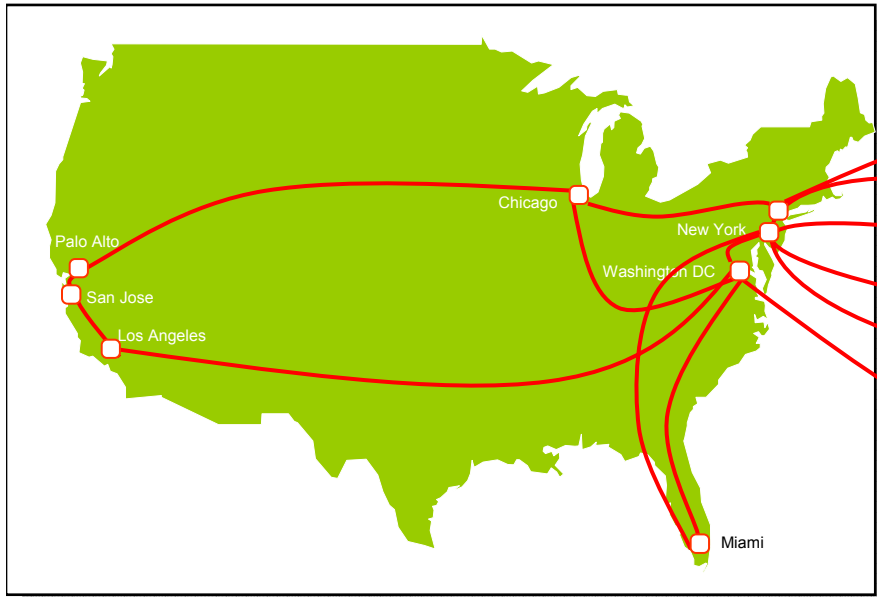 Chicago
New York
Palo Alto
Washington DC
San Jose
Los Angeles
Miami